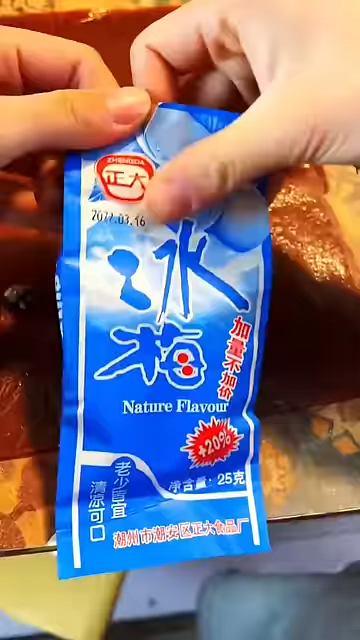 ZHENGDA
正大
2022.03.16
冰
梅
加量不加价
Nature Flavour
+20%
净含量：25克
老少皆宜
清凉可口
潮州市潮安区正大食品厂